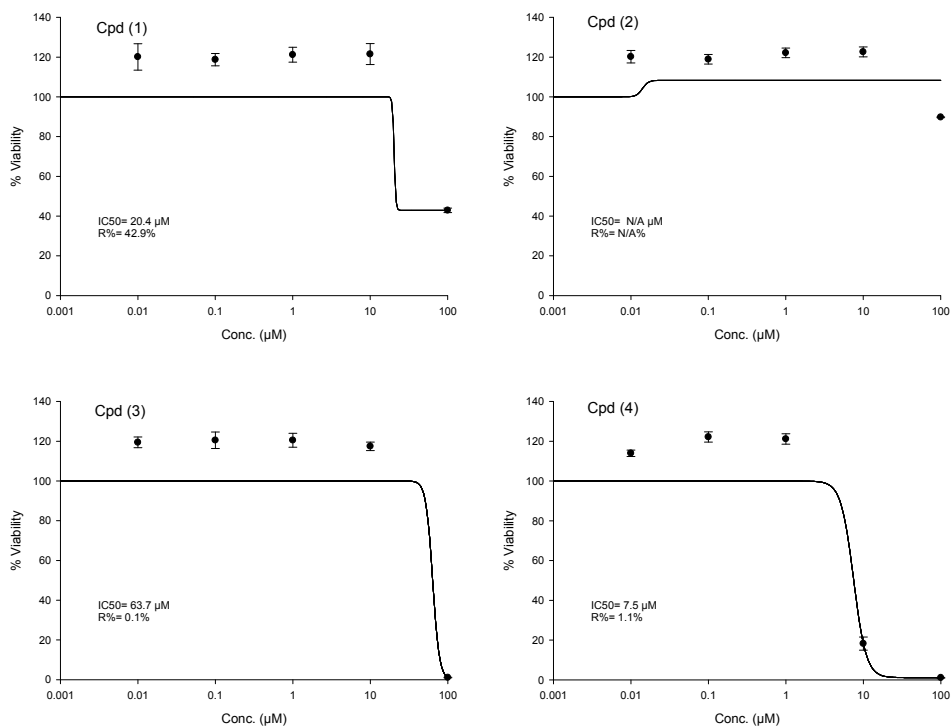 Cpd (1)
% Viability
140
120
100
80
60
40
20
0
IC50= 20.4 µM
R%= 42.9%
0.001
0.01
0.1
1
10
100
Conc. (µM)
Cpd (2)
% Viability
140
120
100
80
60
40
20
0
IC50= N/A µM
R%= N/A%
0.001
0.01
0.1
1
10
100
Conc. (µM)
Cpd (3)
% Viability
140
120
100
80
60
40
20
0
IC50= 63.7 µM
R%= 0.1%
0.001
0.01
0.1
1
10
100
Conc. (µM)
Cpd (4)
% Viability
140
120
100
80
60
40
20
0
IC50= 7.5 µM
R%= 1.1%
0.001
0.01
0.1
1
10
100
Conc. (µM)